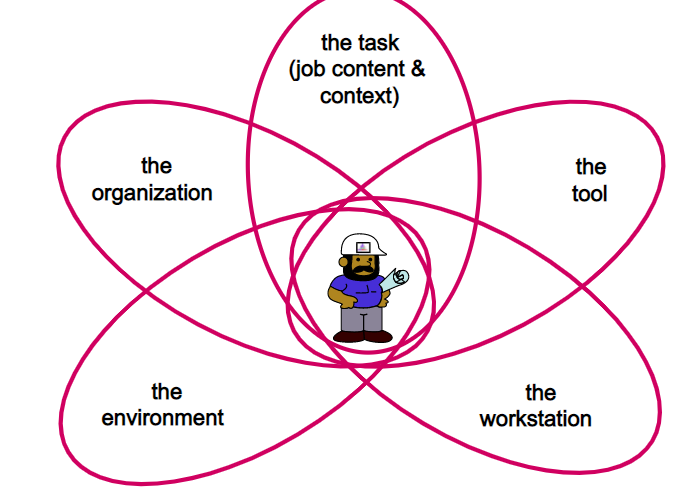 the task
(job content &
context)
the
organization
the
tool
the
environment
the
workstation